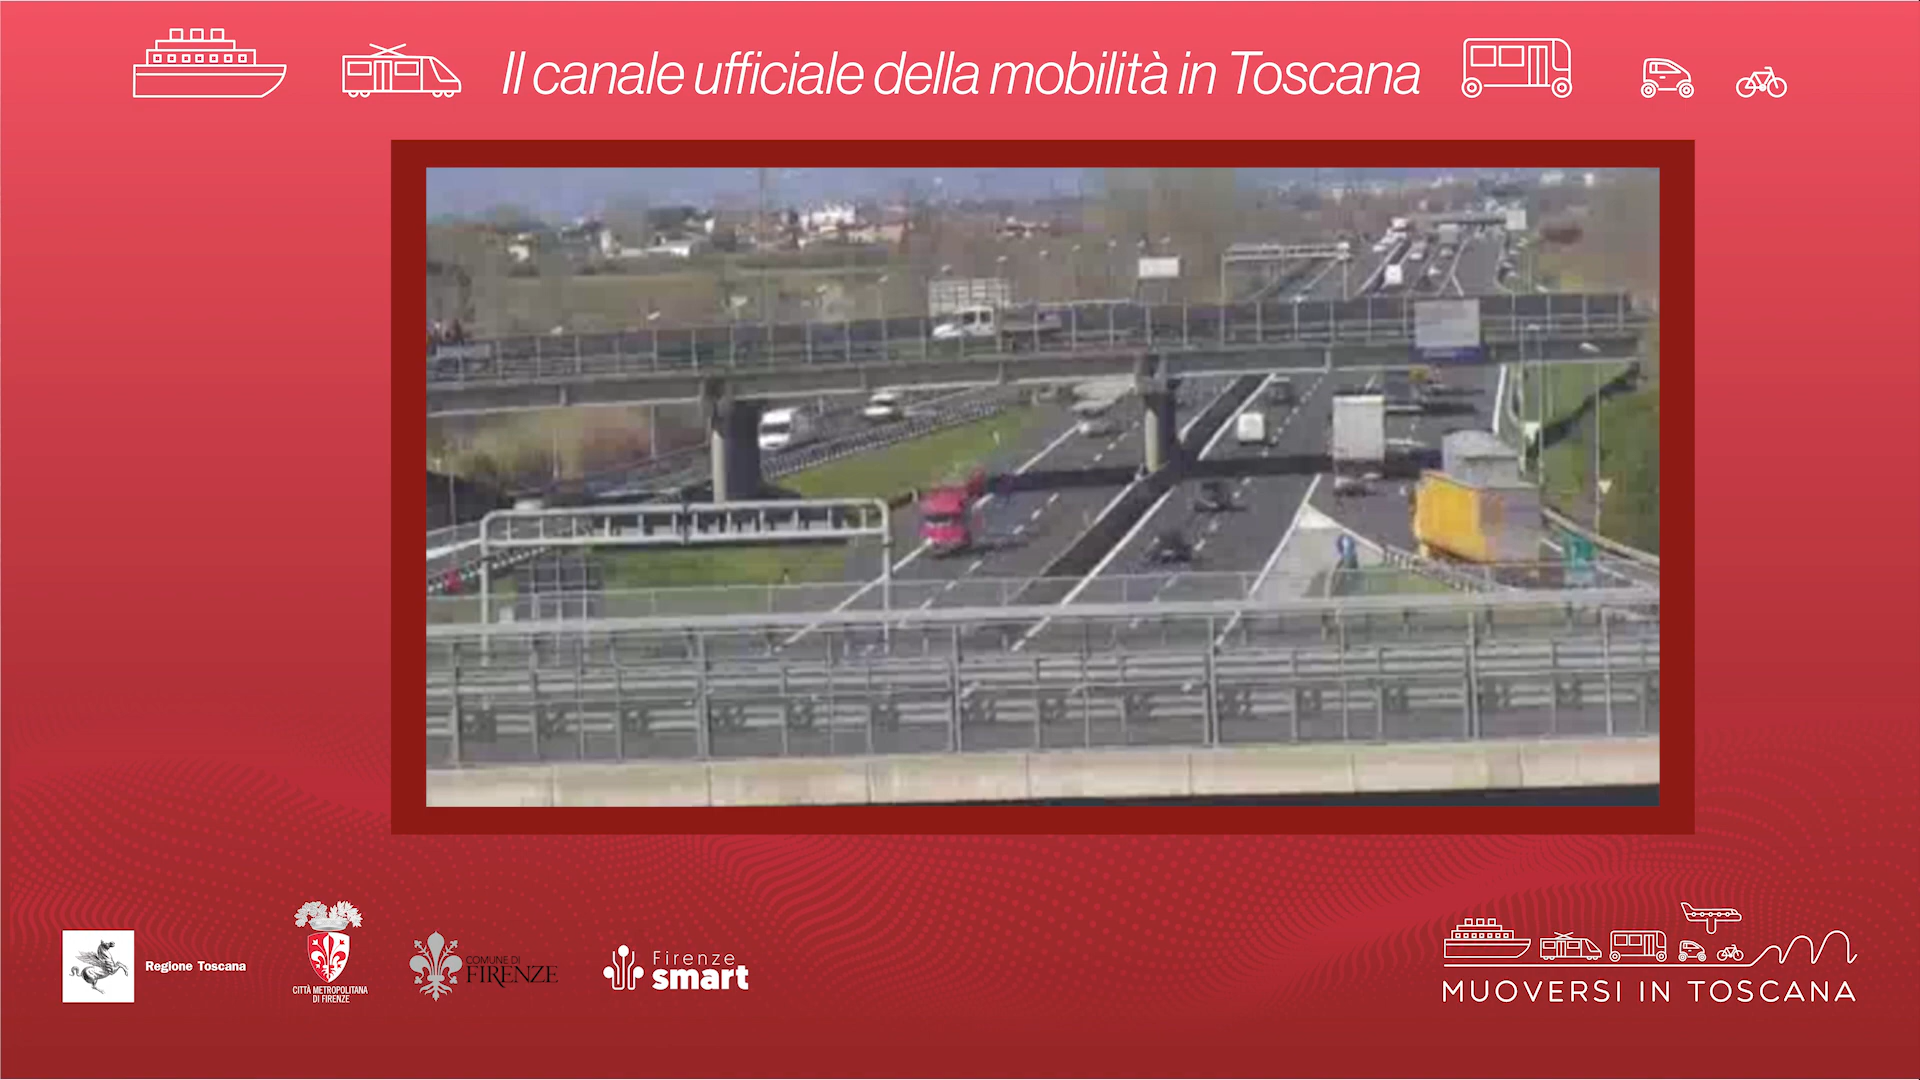 Il canale ufficiale della mobilità in Toscana
Regione Toscana
CITTÀ METROPOLITANA
DI FIRENZE
COMUNE DI
FIRENZE
Firenze
smart
MUOVERSI IN TOSCANA